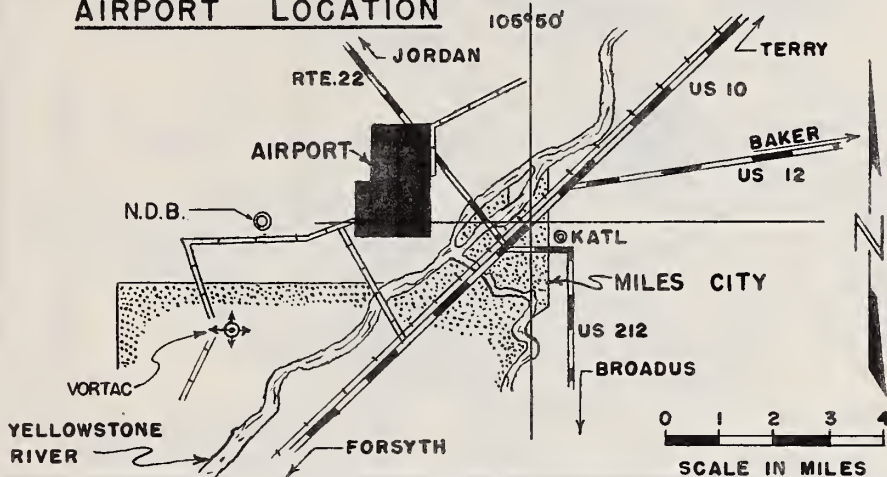 AIRPORT LOCATION
105°50'
JORDAN
TERRY
RTE.22
US 10
AIRPORT
BAKER
US 12
N.D.B.
N
KATL
MILES CITY
US 212
VORTAC
BROADUS
YELLOWSTONE
RIVER
FORSYTH
0 1 2 3 4
SCALE IN MILES